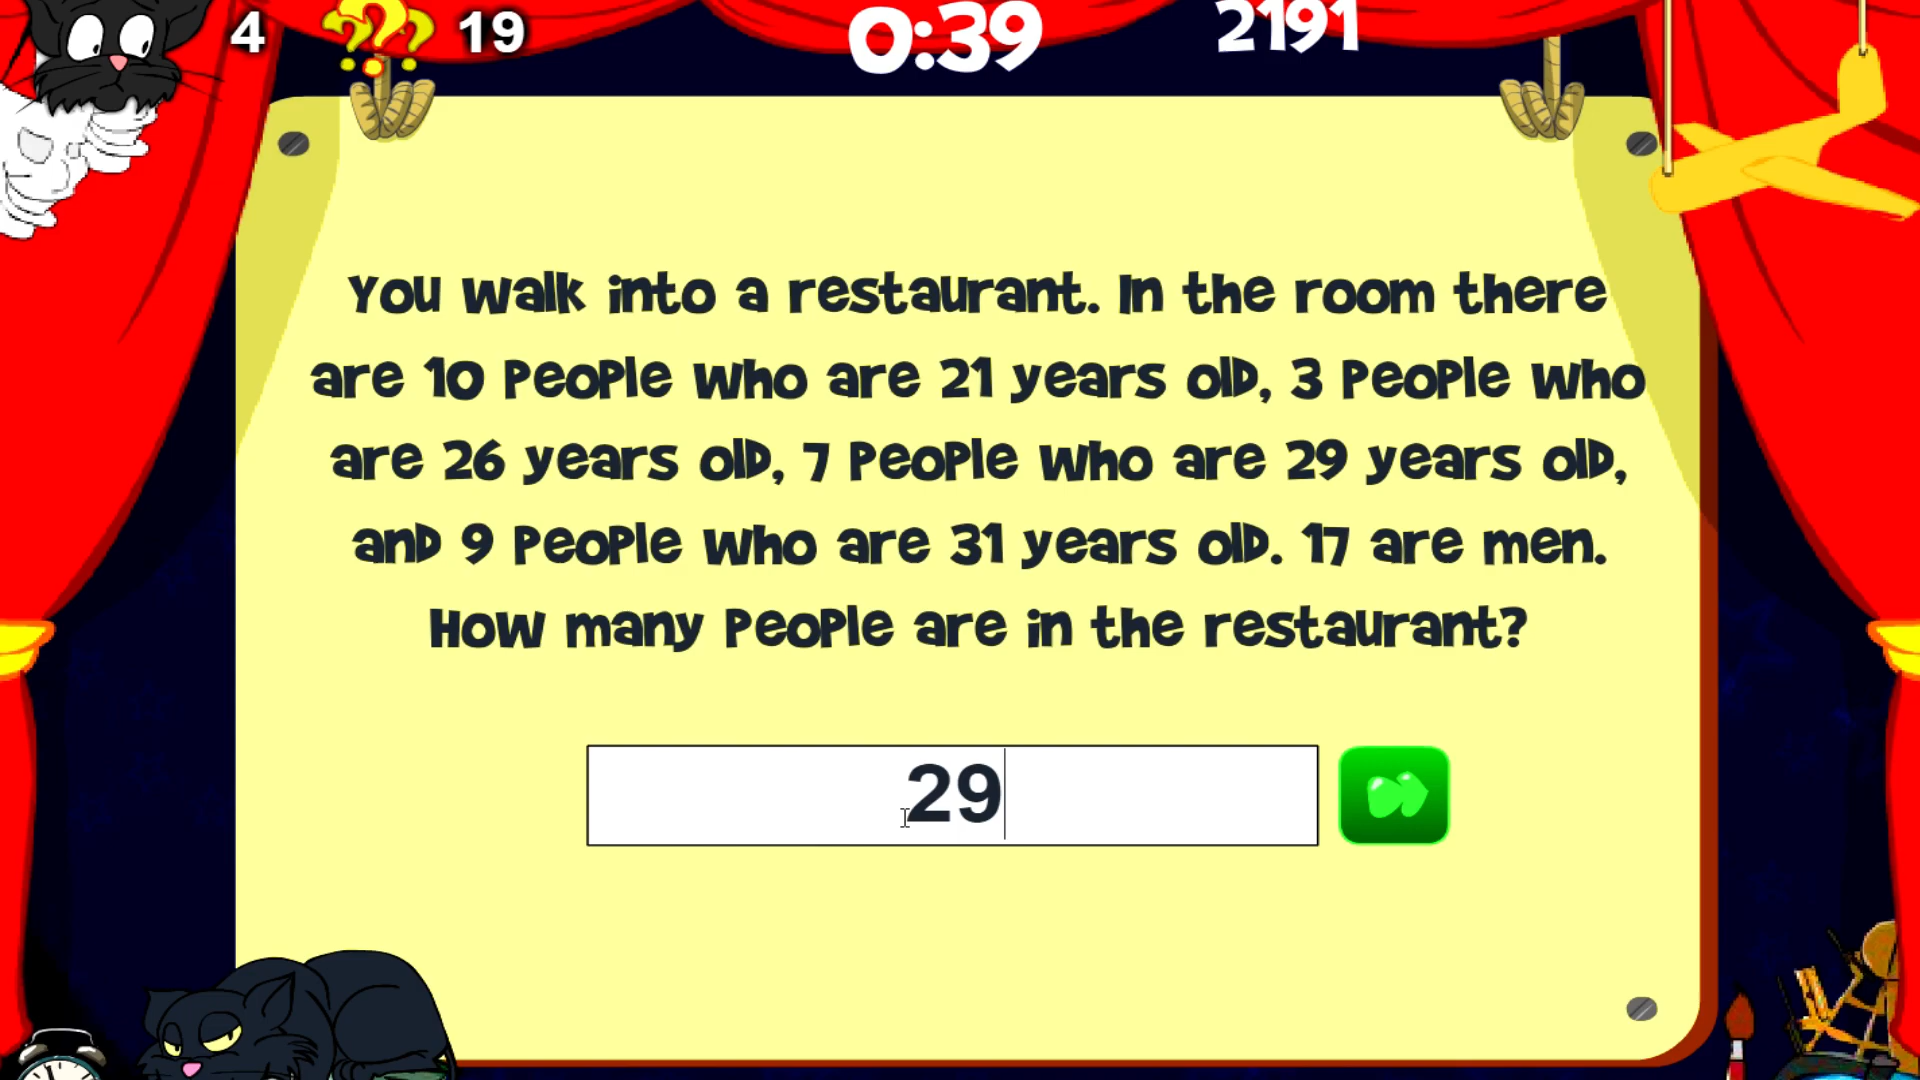 4 ??? 19 0:39 2191
You walk into a restaurant. In the room there
are 10 people who are 21 years old, 3 people who
are 26 years old, 7 people who are 29 years old,
and 9 people who are 31 years old. 17 are men.
How many people are in the restaurant?
29